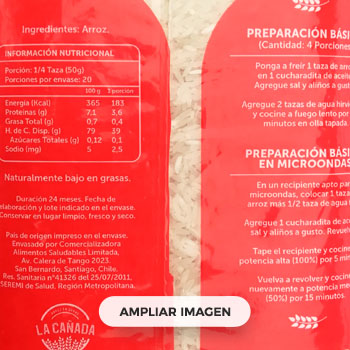 Ingredientes: Arroz.
INFORMACIÓN NUTRICIONAL
Porción: 1/4 Taza (50g)
Porciones por envase: 20
100 g 1 porción
Energía (Kcal) 365 183
Proteínas (g) 7,1 3,6
Grasa Total (g) 0,7 0,4
H. de C. Disp. (g) 79 39
Azúcares Totales (g) 0,12 0,1
Sodio (mg) 5 2,5
Naturalmente bajo en grasas.
Duración 24 meses. Fecha de
elaboración y lote indicado en el envase.
Conservar en lugar limpio, fresco y seco.
País de origen impreso en el envase.
Envasado por Comercializadora
Alimentos Saludables Limitada,
Av. Calera de Tango 2023.
San Bernardo, Santiago, Chile.
Res. Sanitaria n°41326 del 25/07/2011,
SEREMI de Salud, Región Metropolitana.
LA CAÑADA
PREPARACIÓN BÁSI
(Cantidad: 4 Porcione
Ponga a freír 1 taza de
en 1 cucharadita de aceite
Agregue sal y aliños a gust
Agregue 2 tazas de agua hirvi
y cocine a fuego lento por
minutos en olla tapada.
PREPARACIÓN BÁSI
EN MICROONDAS
En un recipiente apto par
microondas, colocar 1 taza
arroz más 1/2 taza de agua
Agregue 1 cucharadita de ace
sal y aliños a gusto. Revuelv
Tape el recipiente y cocine
potencia alta (100%) por 5 min
Vuelva a revolver y cocine
nuevamente a potencia me
(50%) por 15 minutos.
AMPLIAR IMAGEN